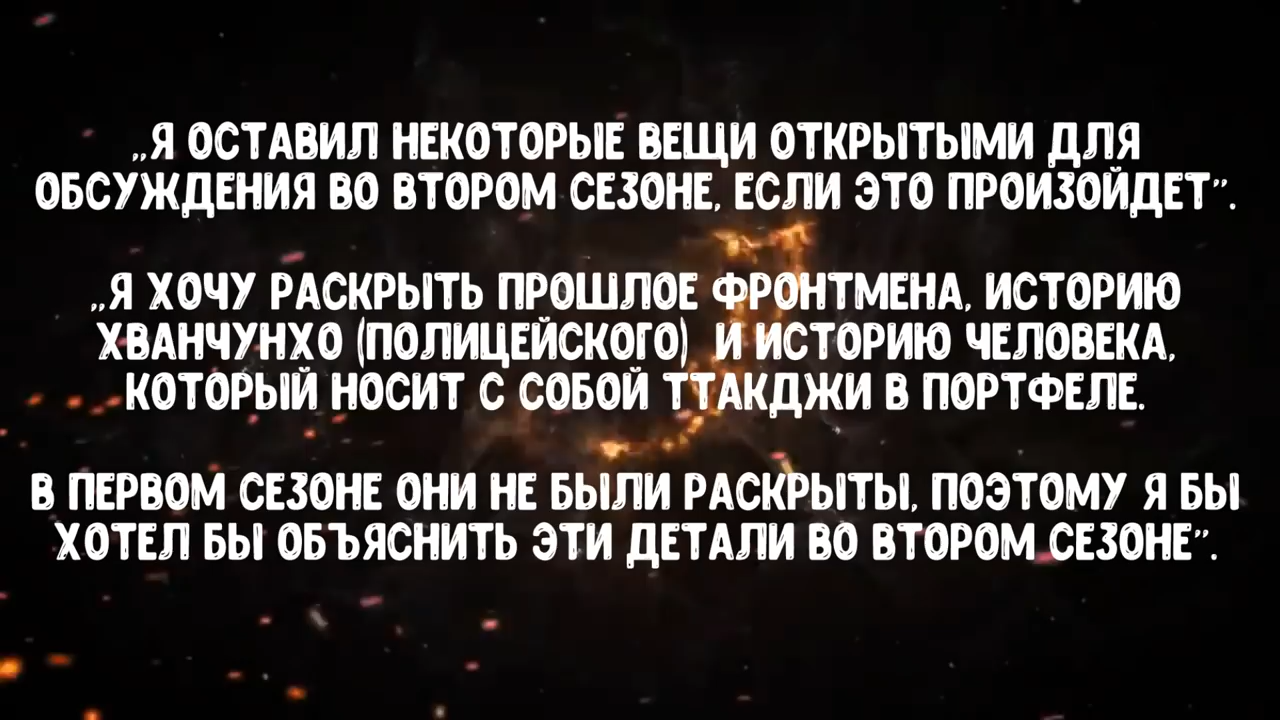 „Я ОСТАВИЛ НЕКОТОРЫЕ ВЕЩИ ОТКРЫТЫМИ ДЛЯ
ОБСУЖДЕНИЯ ВО ВТОРОМ СЕЗОНЕ, ЕСЛИ ЭТО ПРОИЗОЙДЕТ”.
„Я ХОЧУ РАСКРЫТЬ ПРОШЛОЕ ФРОНТМЕНА, ИСТОРИЮ
ХВАНЧУНХО (ПОЛИЦЕЙСКОГО) И ИСТОРИЮ ЧЕЛОВЕКА,
КОТОРЫЙ НОСИТ С СОБОЙ ТТАКДЖИ В ПОРТФЕЛЕ.
В ПЕРВОМ СЕЗОНЕ ОНИ НЕ БЫЛИ РАСКРЫТЫ, ПОЭТОМУ Я БЫ
ХОТЕЛ БЫ ОБЪЯСНИТЬ ЭТИ ДЕТАЛИ ВО ВТОРОМ СЕЗОНЕ”.